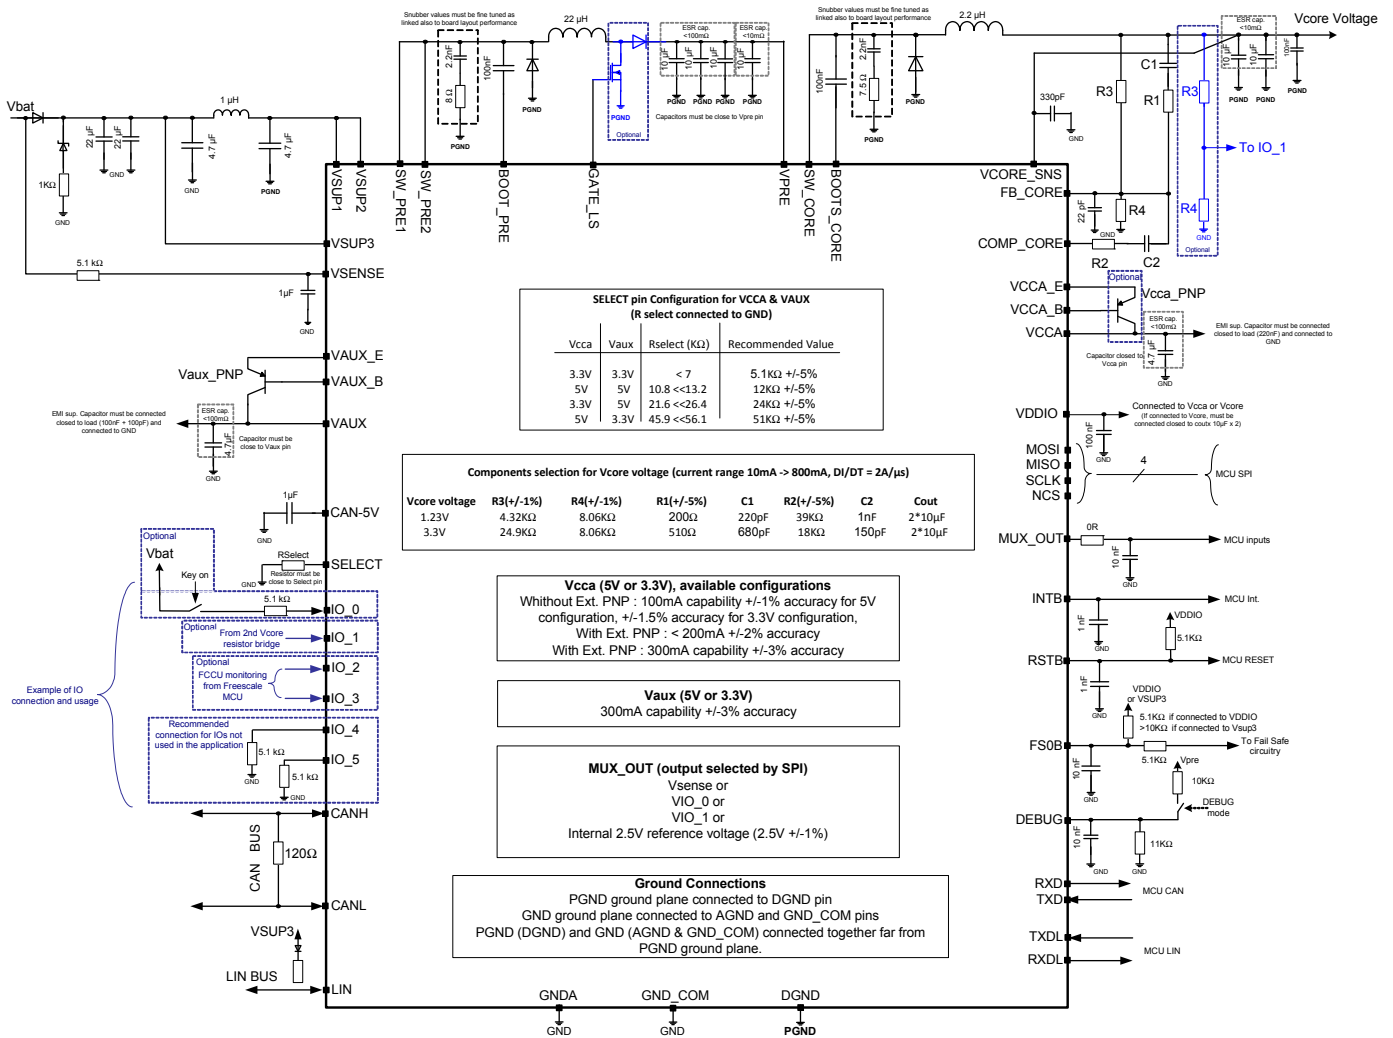 Snubber values must be fine tuned as
linked also to board layout performance
22 µH
ESR cap.
<100mΩ
ESR cap.
<10mΩ
Snubber values must be fine tuned as
linked also to board layout performance
2.2 µH
ESR cap.
<10mΩ
Vcore Voltage
2.2nF
8 Ω
100nF
10 µF
10 µF
10 µF
10 µF
PGND
PGND
PGND
Optional
PGND
PGND
PGND
PGND
Capacitors must be close to Vpre pin
100nF
2.2nF
7.5 Ω
PGND
PGND
330pF
GND
R3
C1
R1
R3
10 µF
10 µF
100nF
PGND
PGND
PGND
To IO_1
Vbat
1 µH
22 µF
22 µF
4.7 µF
4.7 µF
1KΩ
GND
GND
GND
PGND
VSUP1
VSUP2
SW_PRE1
SW_PRE2
BOOT_PRE
GATE_LS
VPRE
SW_CORE
BOOTS_CORE
VCORE_SNS
FB_CORE
22 pF
R4
R4
GND
GND
Optional
COMP_CORE
R2
C2
VSUP3
5.1 kΩ
VSENSE
1µF
GND
VCCA_E
Optional
Vcca_PNP
VCCA_B
VCCA
ESR cap.
<100mΩ
4.7 µF
GND
Capacitor closed to
Vcca pin
EMI sup. Capacitor must be connected
closed to load (220nF) and connected to
GND
SELECT pin Configuration for VCCA & VAUX
(R select connected to GND)
Vcca Vaux Rselect (KΩ) Recommended Value
3.3V 3.3V < 7 5.1KΩ +/-5%
5V 5V 10.8 <<13.2 12KΩ +/-5%
3.3V 5V 21.6 <<26.4 24KΩ +/-5%
5V 3.3V 45.9 <<56.1 51KΩ +/-5%
VAUX_E
Vaux_PNP
VAUX_B
VAUX
EMI sup. Capacitor must be connected
closed to load (100nF + 100pF) and
connected to GND
ESR cap.
<100mΩ
4.7µF
GND
Capacitor must be
close to Vaux pin
VDDIO
100 nF
GND
Connected to Vcca or Vcore
(If connected to Vcore, must be
connected closed to coutx 10µF x 2)
MOSI
MISO
SCLK
NCS
4
MCU SPI
Components selection for Vcore voltage (current range 10mA -> 800mA, DI/DT = 2A/µs)
Vcore voltage R3(+/-1%) R4(+/-1%) R1(+/-5%) C1 R2(+/-5%) C2 Cout
1.23V 4.32KΩ 8.06KΩ 200Ω 220pF 39KΩ 1nF 2*10µF
3.3V 24.9KΩ 8.06KΩ 510Ω 680pF 18KΩ 150pF 2*10µF
1µF
GND
CAN-5V
MUX_OUT
0R
10 nF
GND
MCU inputs
Optional
Vbat
Key on
RSelect
GND
Resistor must be
close to Select pin
SELECT
5.1 kΩ
IO_0
Optional
From 2nd Vcore
resistor bridge
IO_1
Optional
FCCU monitoring
from Freescale
MCU
IO_2
IO_3
Example of IO
connection and usage
Recommended
connection for IOs not
used in the application
IO_4
5.1 kΩ
GND
IO_5
5.1 kΩ
GND
Vcca (5V or 3.3V), available configurations
Whithout Ext. PNP : 100mA capability +/-1% accuracy for 5V
configuration, +/-1.5% accuracy for 3.3V configuration,
With Ext. PNP : < 200mA +/-2% accuracy
With Ext. PNP : 300mA capability +/-3% accuracy
Vaux (5V or 3.3V)
300mA capability +/-3% accuracy
MUX_OUT (output selected by SPI)
Vsense or
VIO_0 or
VIO_1 or
Internal 2.5V reference voltage (2.5V +/-1%)
Ground Connections
PGND ground plane connected to DGND pin
GND ground plane connected to AGND and GND_COM pins
PGND (DGND) and GND (AGND & GND_COM) connected together far from
PGND ground plane.
INTB
1 nF
GND
MCU Int.
VDDIO
5.1KΩ
RSTB
1 nF
GND
MCU RESET
VDDIO
or VSUP3
5.1KΩ if connected to VDDIO
>10KΩ if connected to Vsup3
FS0B
10 nF
GND
5.1KΩ
To Fail Safe
circuitry
Vpre
10KΩ
DEBUG
mode
DEBUG
10 nF
GND
11KΩ
GND
RXD
TXD
MCU CAN
TXDL
RXDL
MCU LIN
CANH
CAN BUS
120Ω
CANL
VSUP3
LIN BUS
LIN
GNDA
GND_COM
DGND
GND
GND
PGND